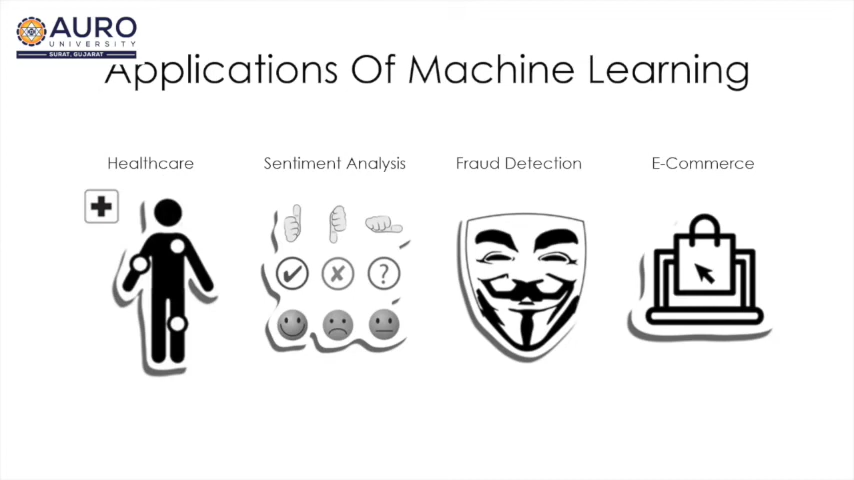 AURO
UNIVERSITY
SURAT, GUJARAT
Applications Of Machine Learning
Healthcare
Sentiment Analysis
Fraud Detection
E-Commerce
?